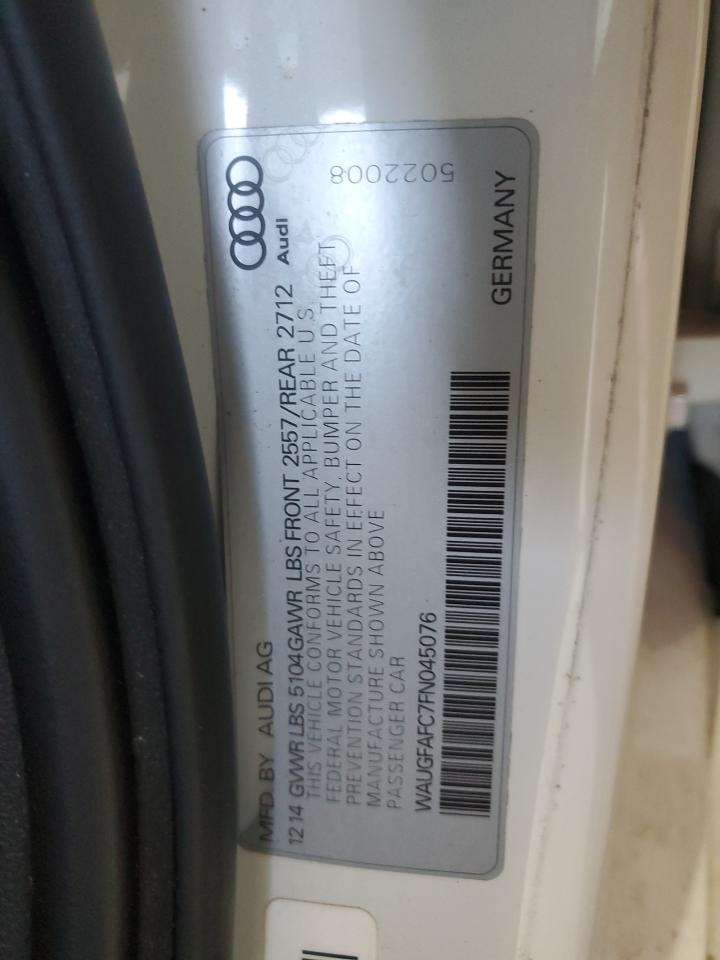 Audi
5022008
MFD BY AUDI AG
12 14 GVWR LBS 5104 GAWR LBS FRONT 2557/REAR 2712
THIS VEHICLE CONFORMS TO ALL APPLICABLE U.S.
FEDERAL MOTOR VEHICLE SAFETY, BUMPER AND THEFT
PREVENTION STANDARDS IN EFFECT ON THE DATE OF
MANUFACTURE SHOWN ABOVE
PASSENGER CAR
WAUGFAFC7FN045076
GERMANY